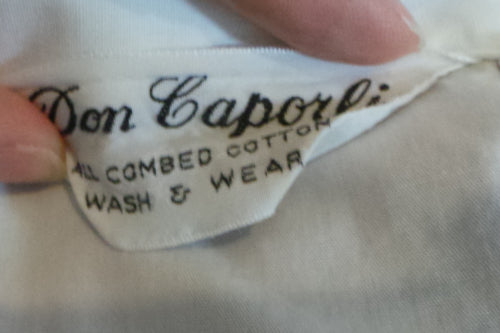 Don Caporli
ALL COMBED COTTON
WASH & WEAR